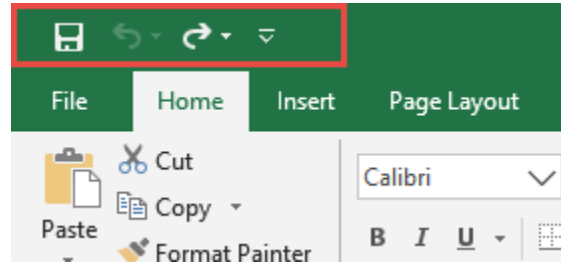 File Home Insert Page Layout
Cut
Calibri
Copy
Paste
B I U
Format Painter